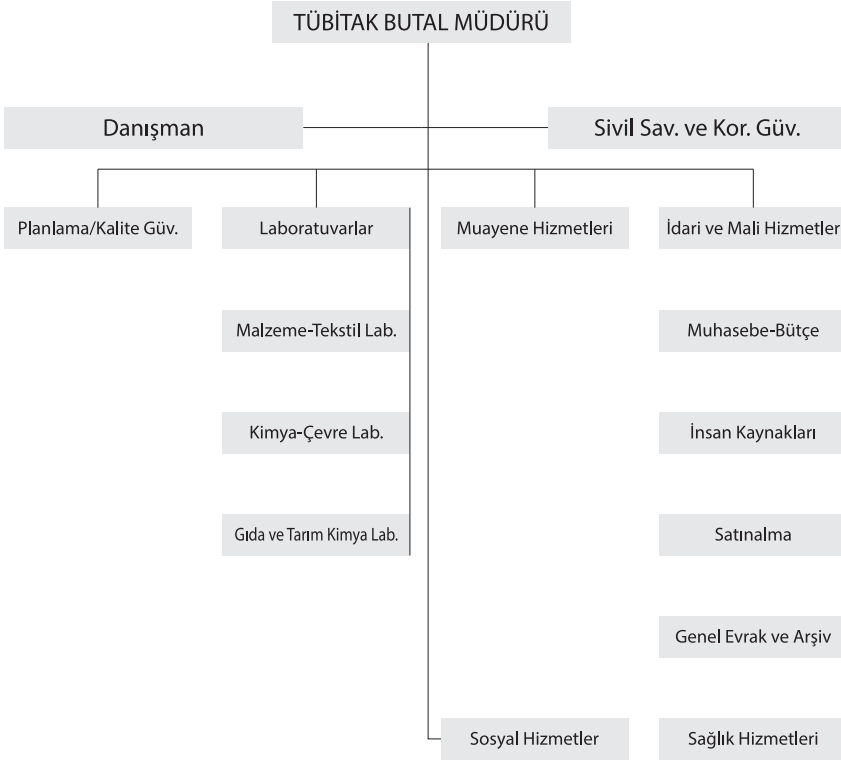 TÜBİTAK BUTAL MÜDÜRÜ
Danışman
Sivil Sav. ve Kor. Güv.
Planlama/Kalite Güv.
Laboratuvarlar
Muayene Hizmetleri
İdari ve Mali Hizmetler
Malzeme-Tekstil Lab.
Muhasebe-Bütçe
Kimya-Çevre Lab.
İnsan Kaynakları
Gıda ve Tarım Kimya Lab.
Satınalma
Genel Evrak ve Arşiv
Sosyal Hizmetler
Sağlık Hizmetleri